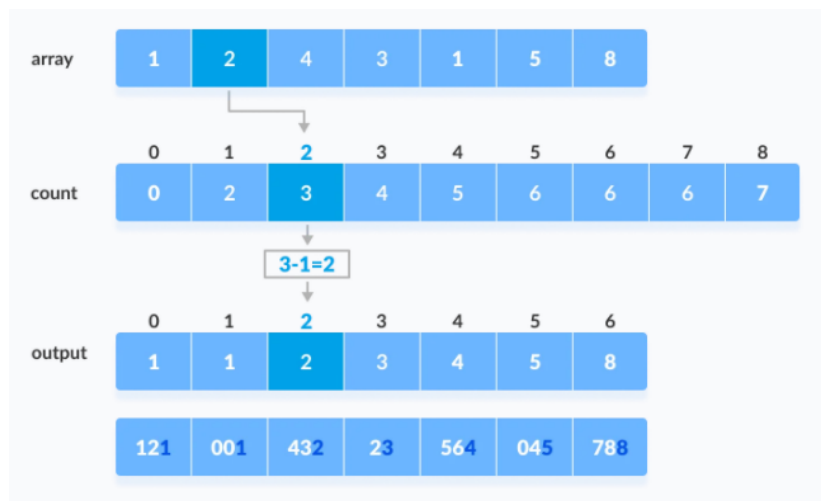 array 1 2 4 3 1 5 8
0 1 2 3 4 5 6 7 8
count 0 2 3 4 5 6 6 6 7
3-1=2
0 1 2 3 4 5 6
output 1 1 2 3 4 5 8
121 001 432 23 564 045 788